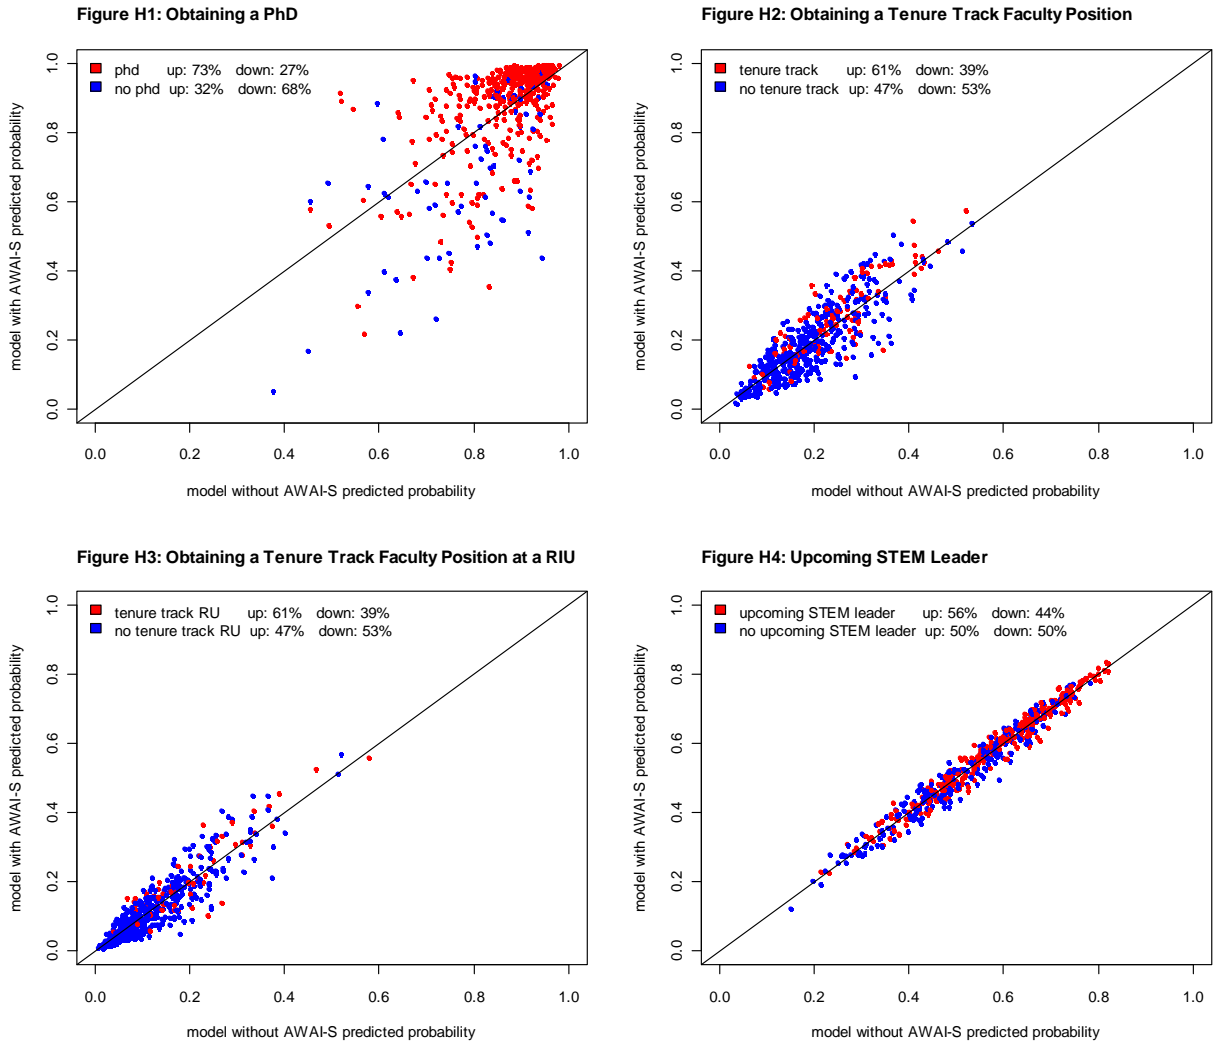 Figure H1: Obtaining a PhD
1.0
0.8
0.6
0.4
0.2
0.0
model with AWAI-S predicted probability
phd up: 73% down: 27%
no phd up: 32% down: 68%
0.0 0.2 0.4 0.6 0.8 1.0
model without AWAI-S predicted probability
Figure H2: Obtaining a Tenure Track Faculty Position
1.0
0.8
0.6
0.4
0.2
0.0
model with AWAI-S predicted probability
tenure track up: 61% down: 39%
no tenure track up: 47% down: 53%
0.0 0.2 0.4 0.6 0.8 1.0
model without AWAI-S predicted probability
Figure H3: Obtaining a Tenure Track Faculty Position at a RIU
1.0
0.8
0.6
0.4
0.2
0.0
model with AWAI-S predicted probability
tenure track RU up: 61% down: 39%
no tenure track RU up: 47% down: 53%
0.0 0.2 0.4 0.6 0.8 1.0
model without AWAI-S predicted probability
Figure H4: Upcoming STEM Leader
1.0
0.8
0.6
0.4
0.2
0.0
model with AWAI-S predicted probability
upcoming STEM leader up: 56% down: 44%
no upcoming STEM leader up: 50% down: 50%
0.0 0.2 0.4 0.6 0.8 1.0
model without AWAI-S predicted probability